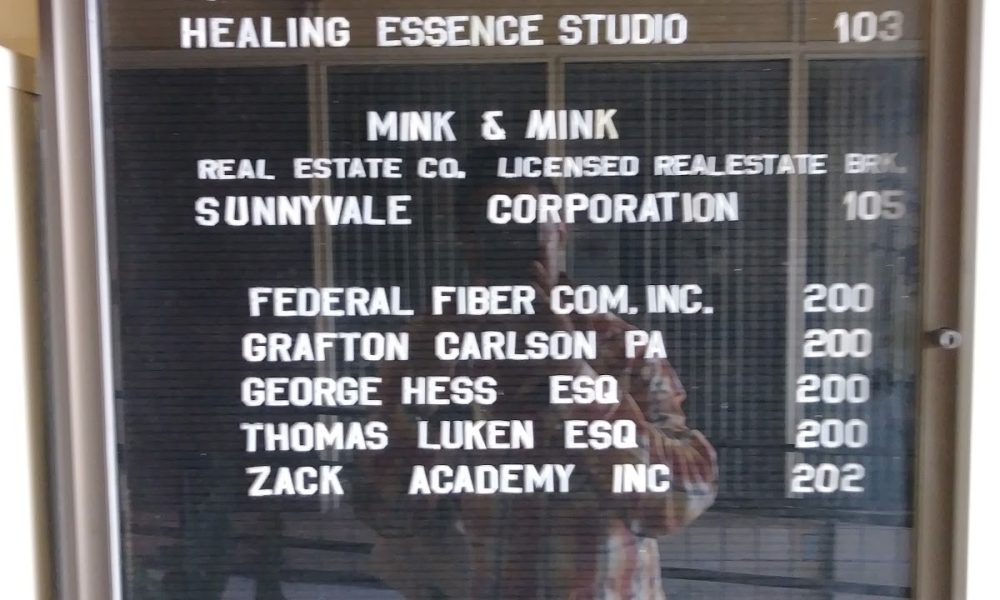 HEALING ESSENCE STUDIO 103
MINK & MINK
REAL ESTATE CO. LICENSED REALESTATE BRK.
SUNNYVALE CORPORATION 105
FEDERAL FIBER COM. INC. 200
GRAFTON CARLSON PA 200
GEORGE HESS ESQ 200
THOMAS LUKEN ESQ 200
ZACK ACADEMY INC 202